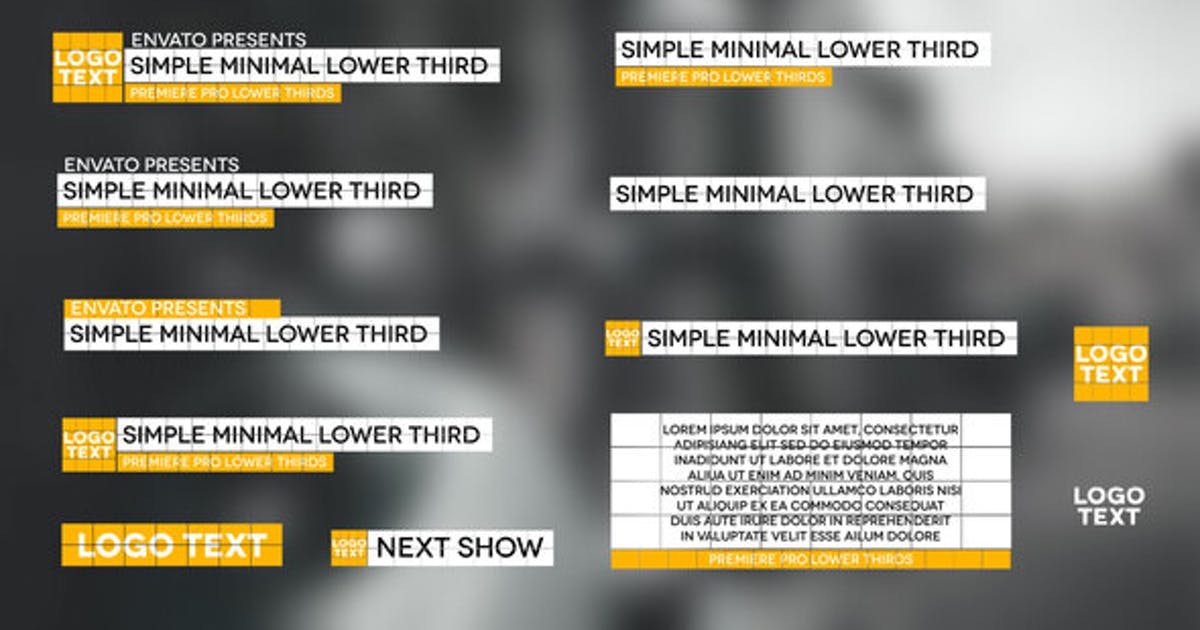 ENVATO PRESENTS
LOGO
TEXT
SIMPLE MINIMAL LOWER THIRD
PREMIERE PRO LOWER THIRDS
ENVATO PRESENTS
SIMPLE MINIMAL LOWER THIRD
PREMIERE PRO LOWER THIRDS
ENVATO PRESENTS
SIMPLE MINIMAL LOWER THIRD
LOGO
TEXT
SIMPLE MINIMAL LOWER THIRD
PREMIERE PRO LOWER THIRDS
LOGO TEXT
LOGO
TEXT
NEXT SHOW
SIMPLE MINIMAL LOWER THIRD
PREMIERE PRO LOWER THIRDS
SIMPLE MINIMAL LOWER THIRD
LOGO
TEXT
SIMPLE MINIMAL LOWER THIRD
LOREM IPSUM DOLOR SIT AMET, CONSECTETUR
ADIPISIANG ELIT SED DO EIUSMOD TEMPOR
INADIDUNT UT LABORE ET DOLORE MAGNA
ALIUA UT ENIM AD MINIM VENIAM, QUIS
NOSTRUD EXERCIATION ULLAMCO LABORIS NISI
UT ALIQUIP EX EA COMMODO CONSEQUAT
DUIS AUTE IRURE DOLOR IN REPREHENDERIT
IN VALUPTATE VELIT ESSE AILUM DOLORE
PREMIERE PRO LOWER THIRDS
LOGO
TEXT
LOGO
TEXT